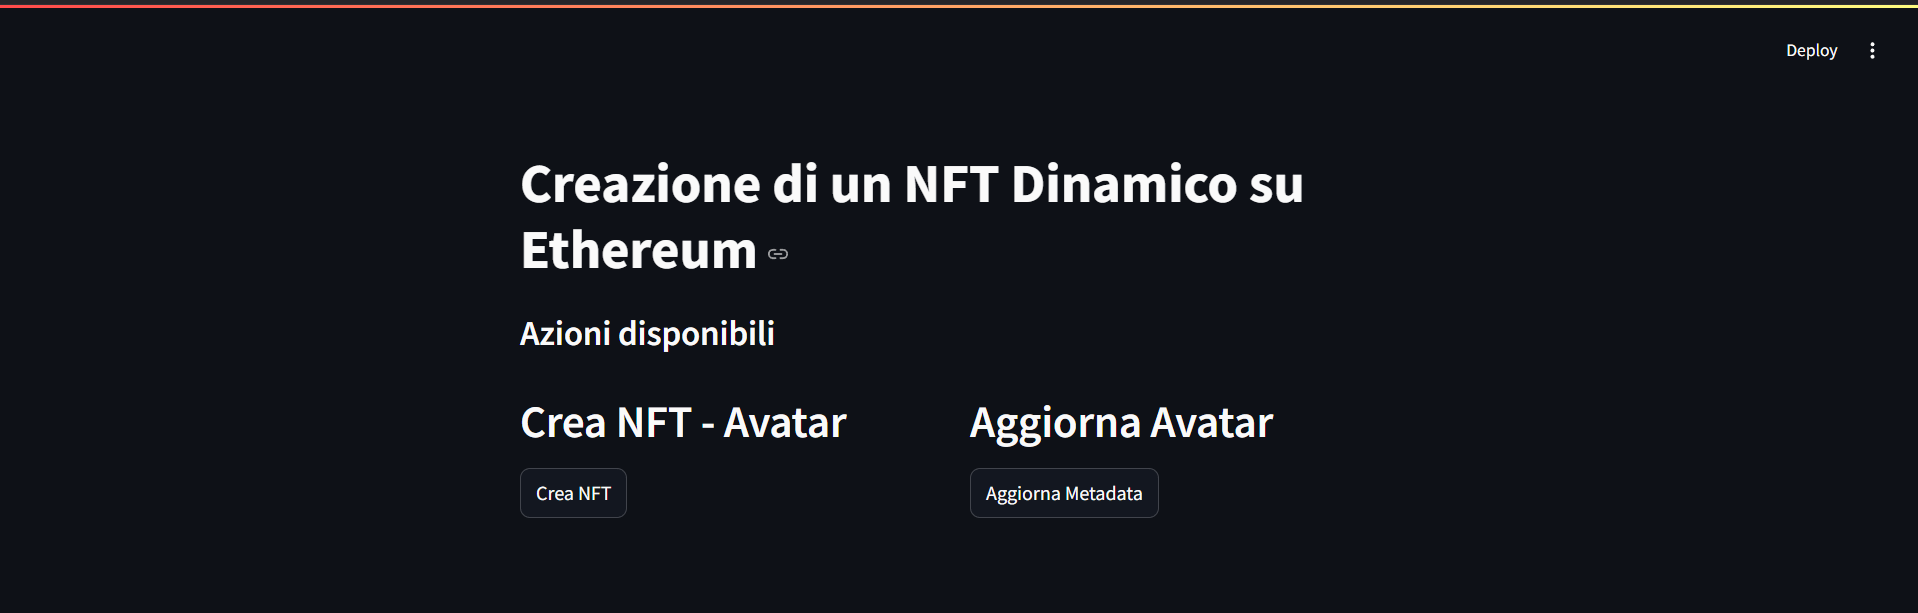 Deploy
Creazione di un NFT Dinamico su
Ethereum
Azioni disponibili
Crea NFT - Avatar
Crea NFT
Aggiorna Avatar
Aggiorna Metadata